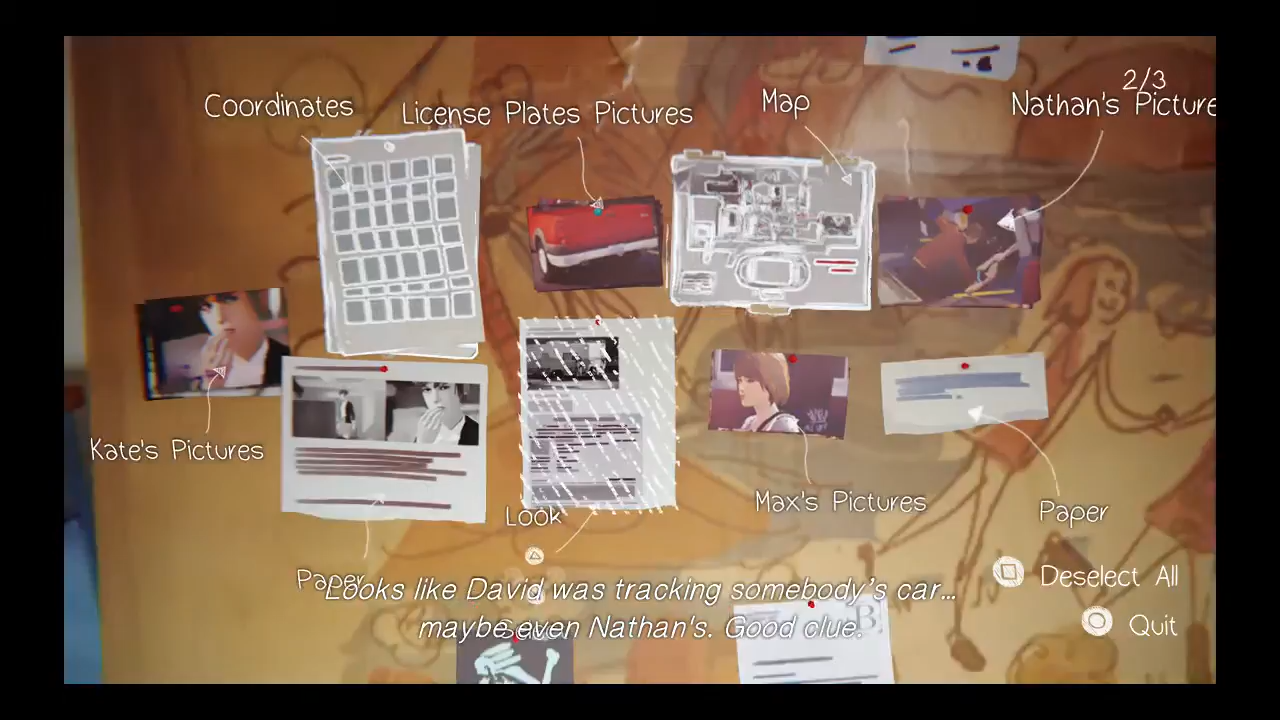 2/3
Coordinates
License Plates Pictures
Map
Nathan's Picture
Kate's Pictures
Look
Max's Pictures
Paper
Paper
Deselect All
Looks like David was tracking somebody's car...
maybe even Nathan's. Good clue.
Quit
B